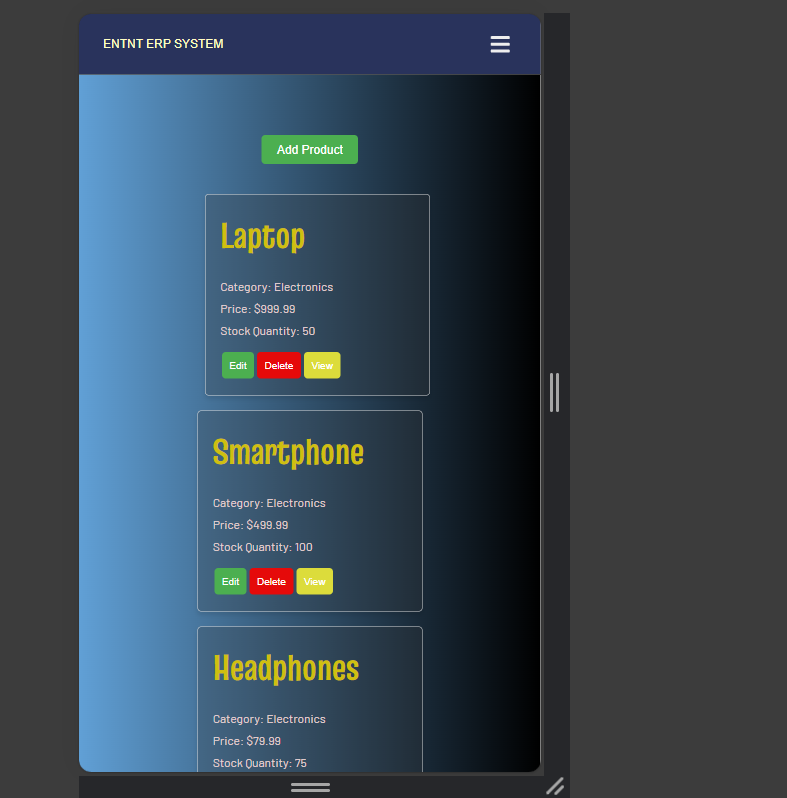 ENTNT ERP SYSTEM
Add Product
Laptop
Category: Electronics
Price: $999.99
Stock Quantity: 50
Edit Delete View
Smartphone
Category: Electronics
Price: $499.99
Stock Quantity: 100
Edit Delete View
Headphones
Category: Electronics
Price: $79.99
Stock Quantity: 75